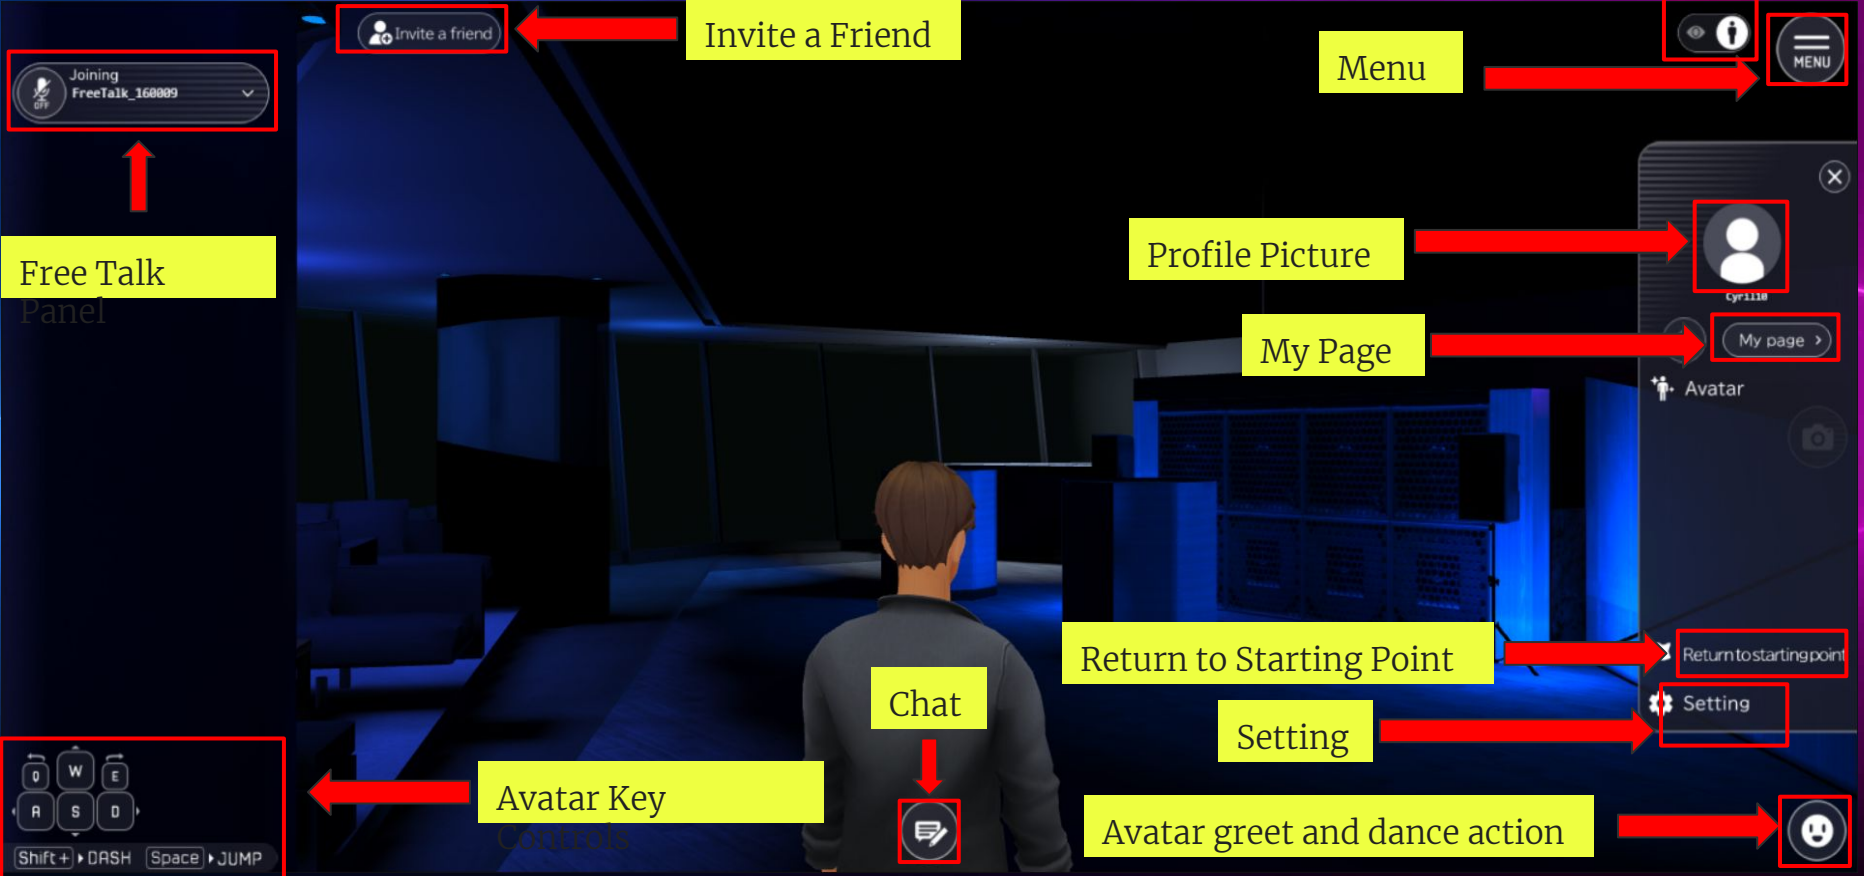 Invite a friend
Invite a Friend
Menu
MENU
Joining
FreeTalk_160009
OFF
Free Talk
Panel
Profile Picture
Cyril10
My Page
My page >
Avatar
Return to Starting Point
Return to starting point
Chat
Setting
Setting
Q W E
A S D
Avatar Key
Controls
Avatar greet and dance action
Shift + DASH Space JUMP